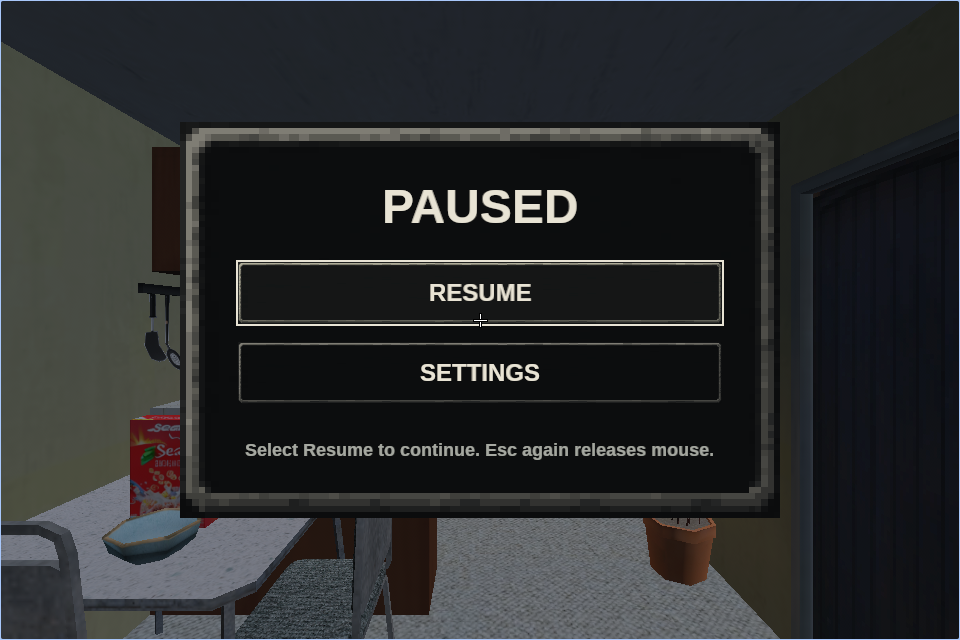 PAUSED
RESUME
SETTINGS
Select Resume to continue. Esc again releases mouse.